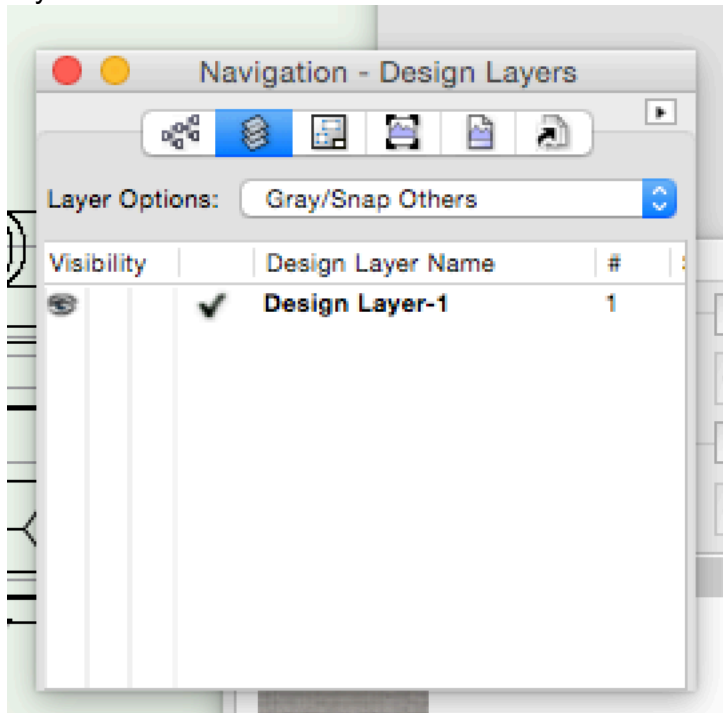 Navigation - Design Layers
Layer Options: Gray/Snap Others
Visibility Design Layer Name #
Design Layer-1 1